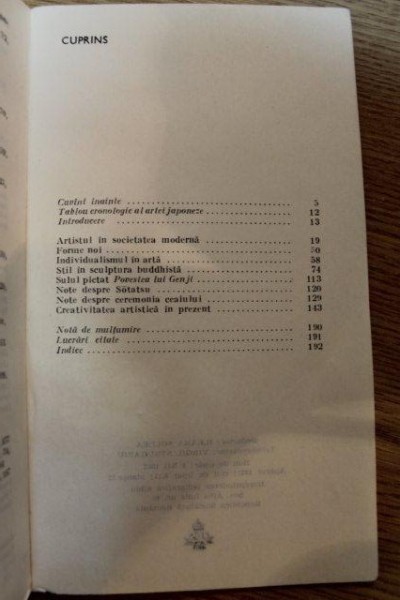 CUPRINS
Cuvînt înainte 5
Tablou cronologic al artei japoneze 12
Introducere 13
Artistul în societatea modernă 19
Forme noi
Individualismul în artă 58
Stil în sculptura buddhistă 74
Sulul pictat Povestea lui Genji 113
Note despre Sōtatsu 120
Note despre ceremonia ceaiului 129
Creativitatea artistică în prezent 143
Notă de mulţumire 190
Lucrări citate 191
Indice 192